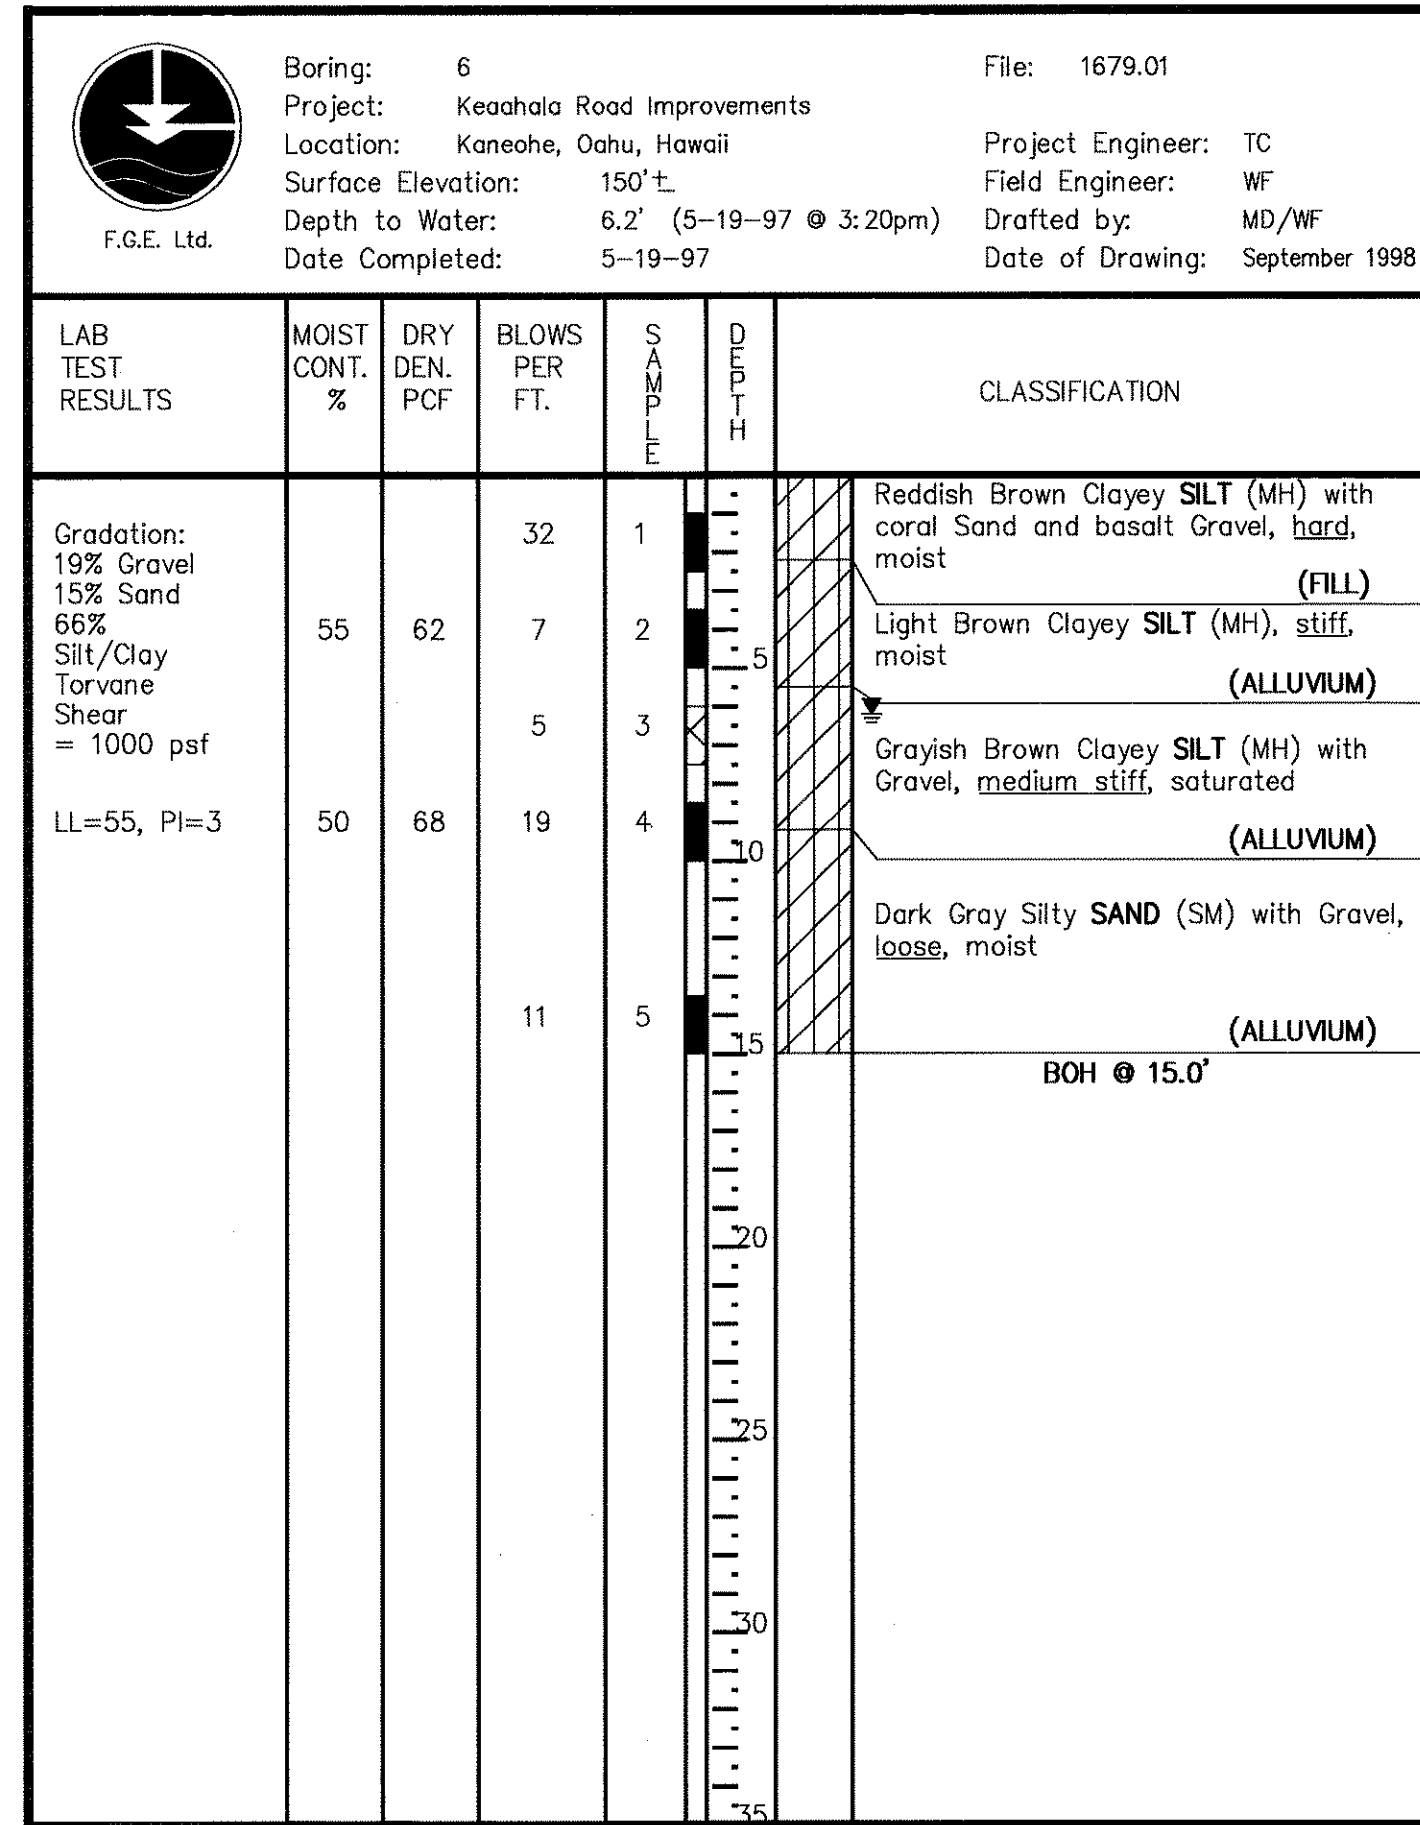 F.G.E. Ltd.
Boring: 6
Project: Keaahala Road Improvements
Location: Kaneohe, Oahu, Hawaii
Surface Elevation: 150'±
Depth to Water: 6.2' (5-19-97 @ 3:20pm)
Date Completed: 5-19-97
File: 1679.01
Project Engineer: TC
Field Engineer: WF
Drafted by: MD/WF
Date of Drawing: September 1998
LAB
TEST
RESULTS
MOIST
CONT.
%
DRY
DEN.
PCF
BLOWS
PER
FT.
SAMPLE
DEPTH
CLASSIFICATION
Gradation:
19% Gravel
15% Sand
66%
Silt/Clay
Torvane
Shear
= 1000 psf
LL=55, PI=3
55
50
62
68
32
7
5
19
11
1
2
3
4
5
5
10
15
20
25
30
35
Reddish Brown Clayey SILT (MH) with
coral Sand and basalt Gravel, hard,
moist
(FILL)
Light Brown Clayey SILT (MH), stiff,
moist
(ALLUVIUM)
Grayish Brown Clayey SILT (MH) with
Gravel, medium stiff, saturated
(ALLUVIUM)
Dark Gray Silty SAND (SM) with Gravel,
loose, moist
(ALLUVIUM)
BOH @ 15.0'